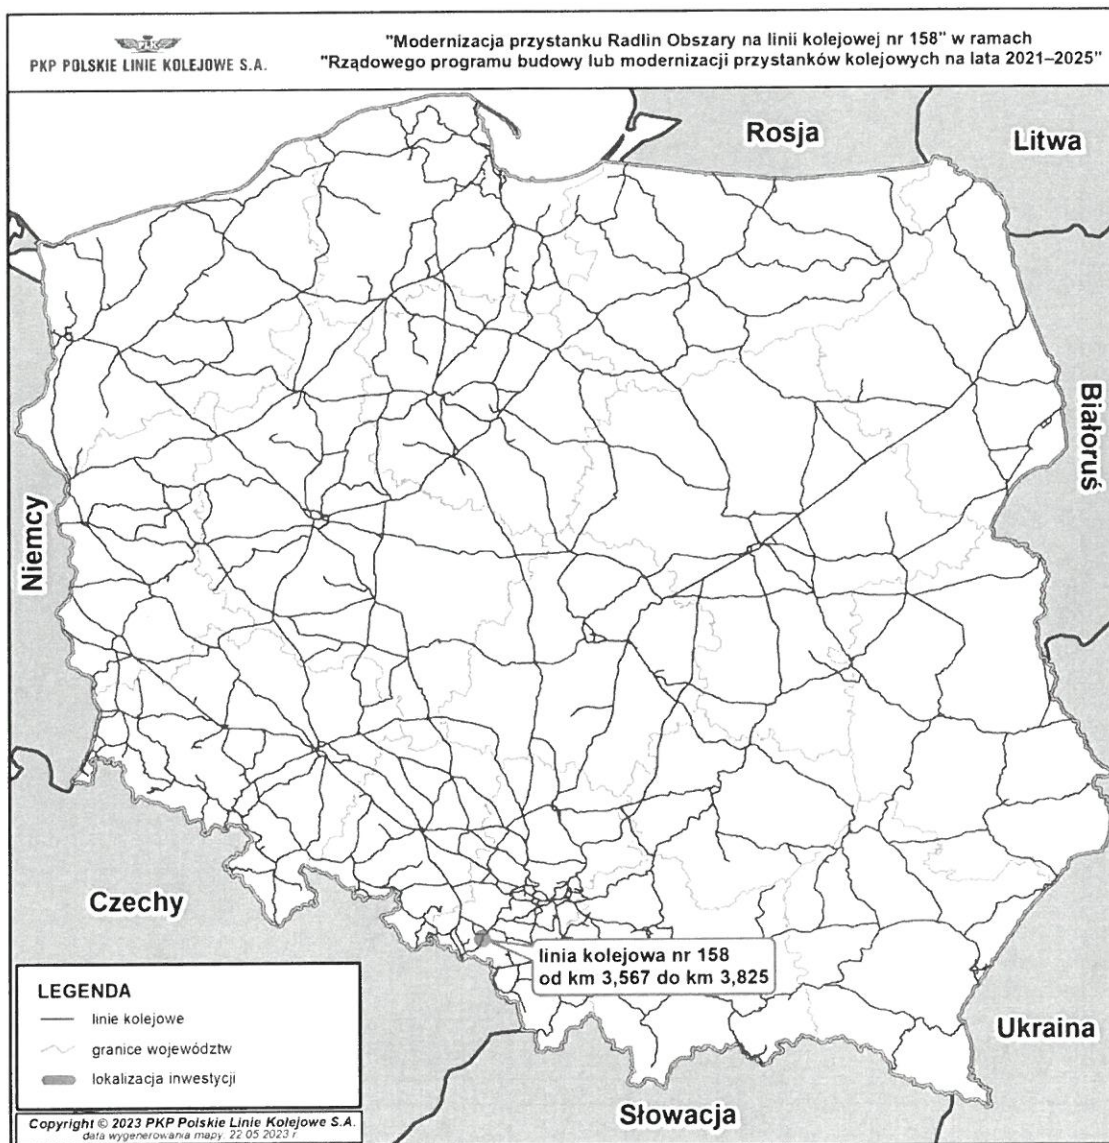 PLK
PKP POLSKIE LINIE KOLEJOWE S.A.
"Modernizacja przystanku Radlin Obszary na linii kolejowej nr 158" w ramach
"Rządowego programu budowy lub modernizacji przystanków kolejowych na lata 2021–2025"
Rosja
Litwa
Białoruś
Niemcy
Czechy
linia kolejowa nr 158
od km 3,567 do km 3,825
LEGENDA
linie kolejowe
granice województw
lokalizacja inwestycji
Ukraina
Słowacja
Copyright © 2023 PKP Polskie Linie Kolejowe S.A.
data wygenerowania mapy: 22 05 2023 r